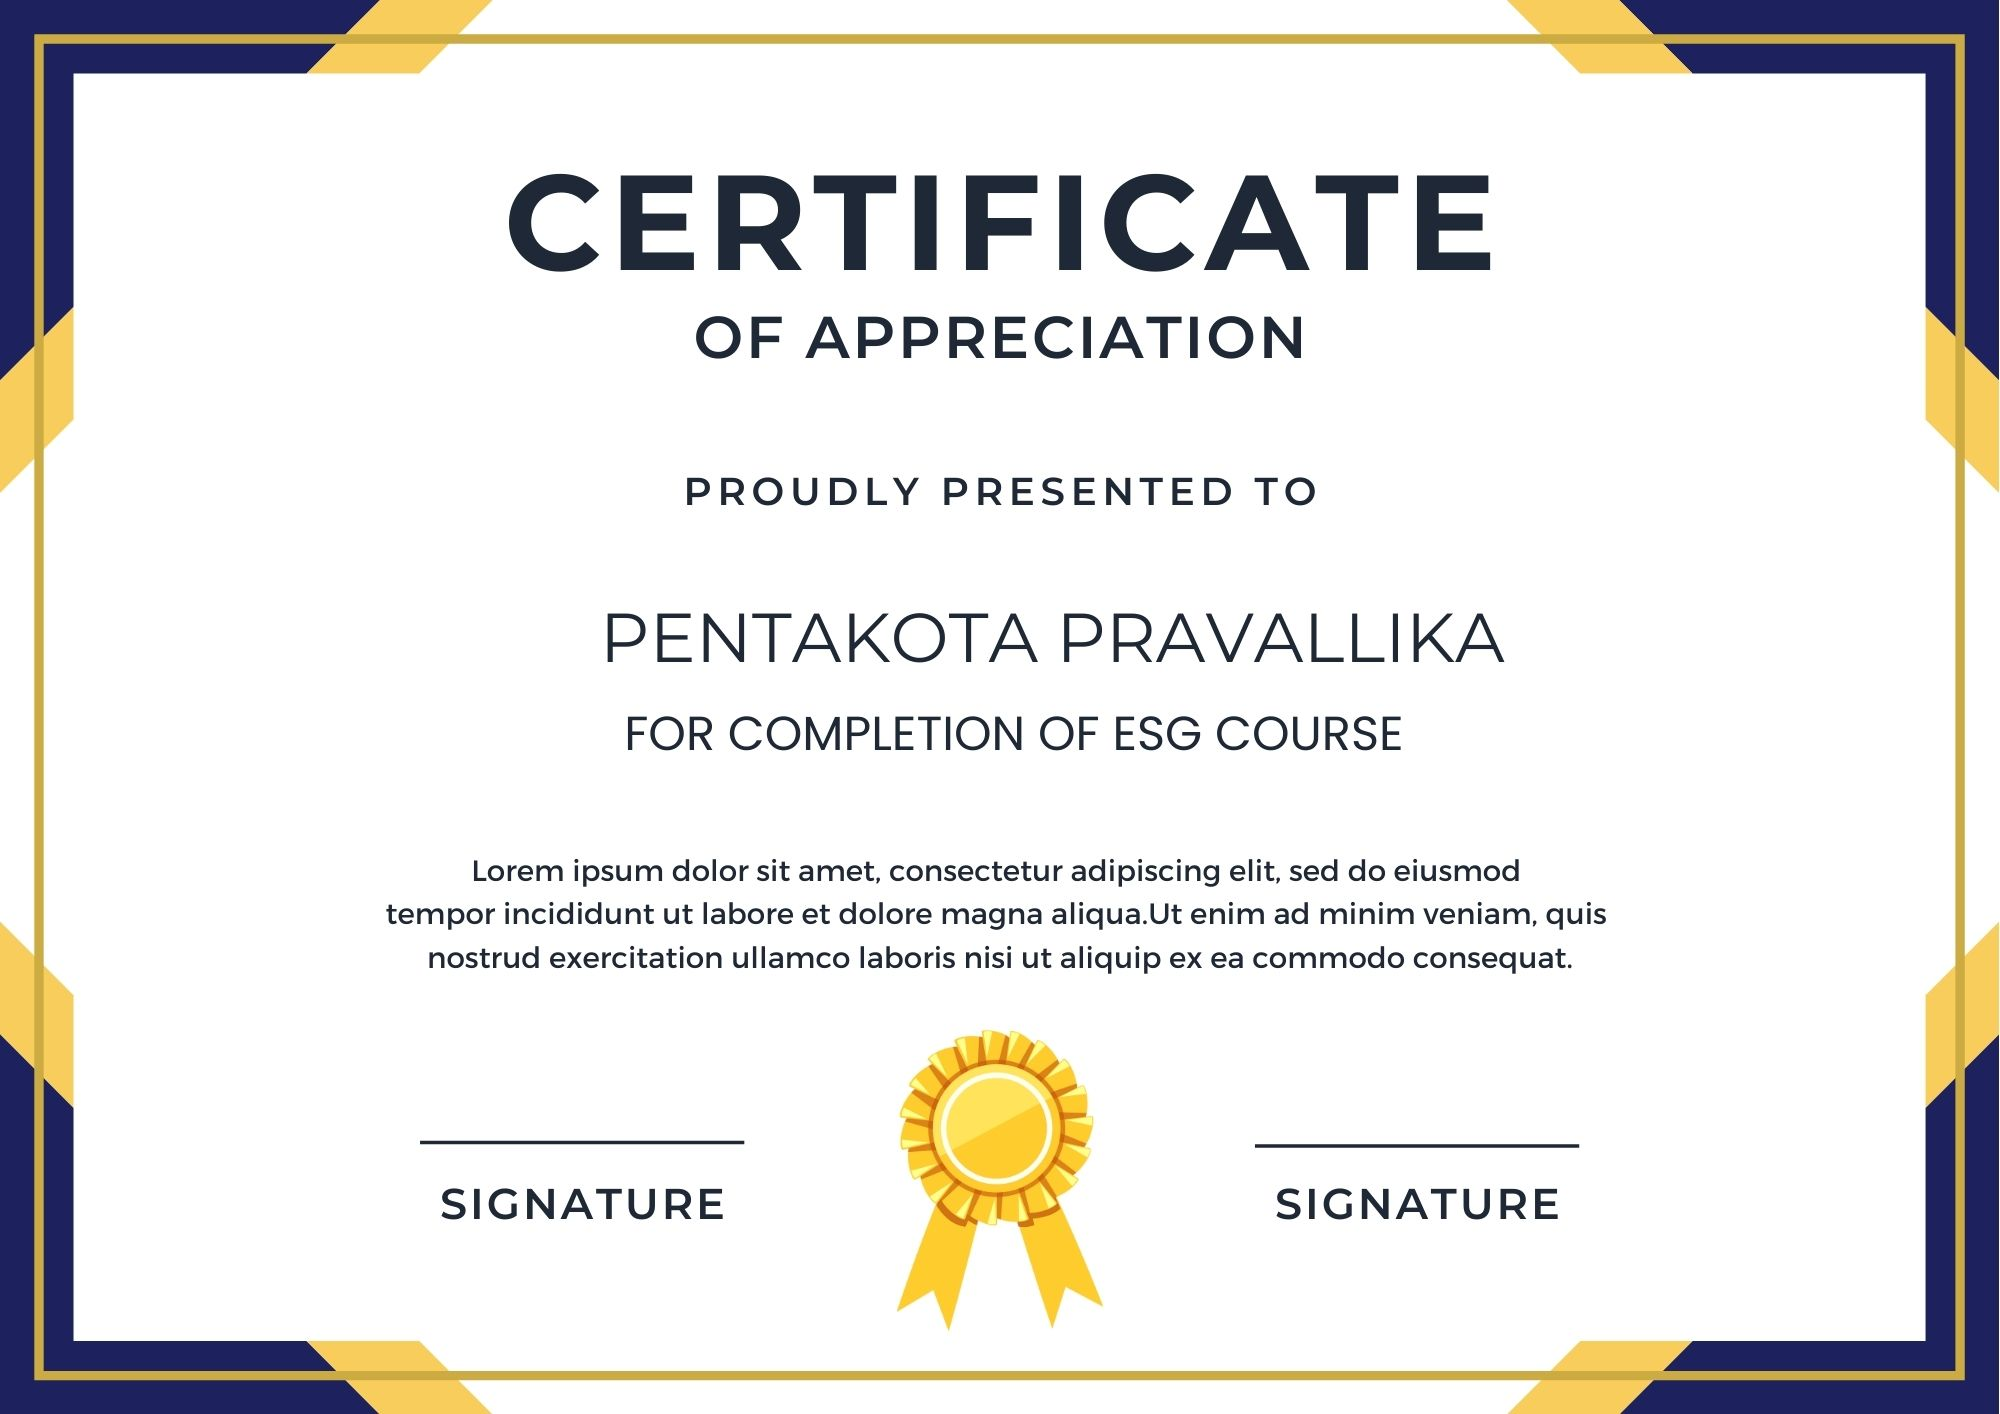 CERTIFICATE
OF APPRECIATION
PROUDLY PRESENTED TO
PENTAKOTA PRAVALLIKA
FOR COMPLETION OF ESG COURSE
Lorem ipsum dolor sit amet, consectetur adipiscing elit, sed do eiusmod
tempor incididunt ut labore et dolore magna aliqua.Ut enim ad minim veniam, quis
nostrud exercitation ullamco laboris nisi ut aliquip ex ea commodo consequat.
SIGNATURE
SIGNATURE